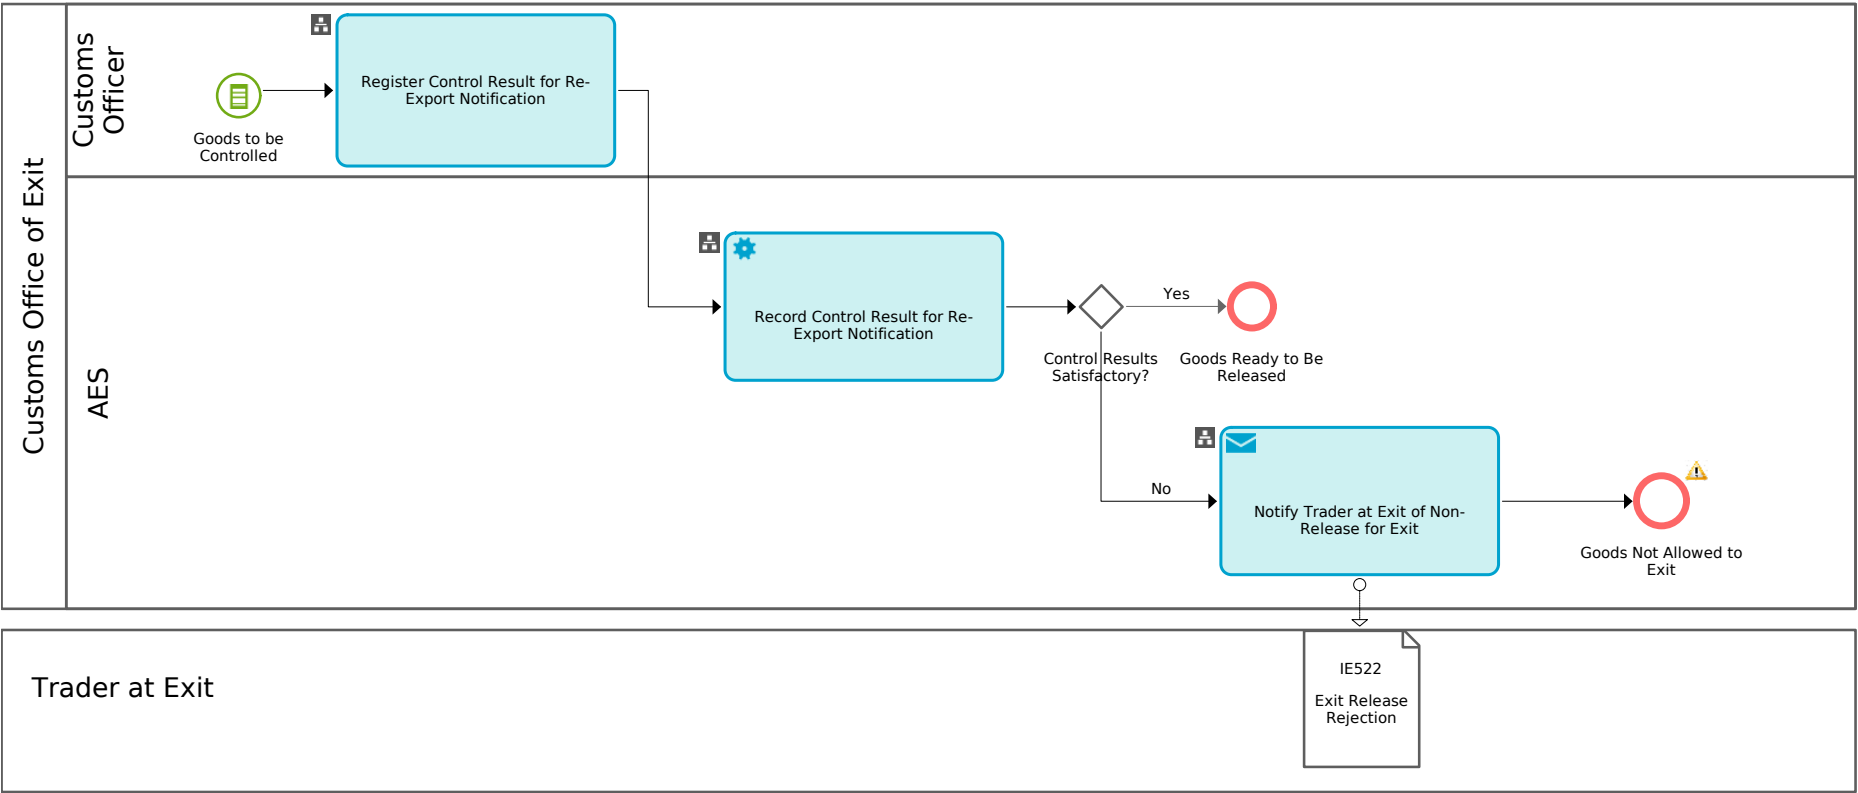 Customs Office of Exit
Customs
Officer
Goods to be
Controlled
Register Control Result for Re-
Export Notification
AES
Record Control Result for Re-
Export Notification
Control Results
Satisfactory?
Yes
Goods Ready to Be
Released
No
Notify Trader at Exit of Non-
Release for Exit
Goods Not Allowed to
Exit
Trader at Exit
IE522
Exit Release
Rejection